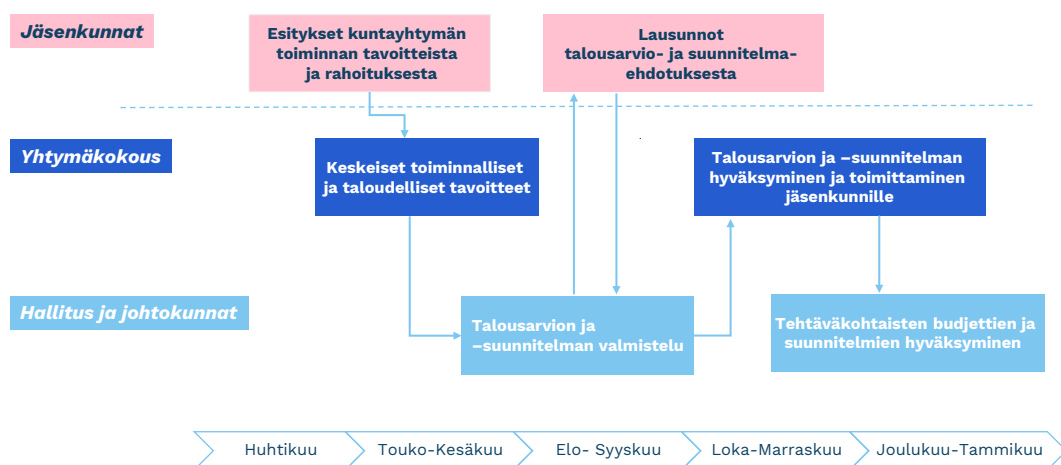 Jäsenkunnat
Esitykset kuntayhtymän
toiminnan tavoitteista
ja rahoituksesta
Lausunnot
talousarvio- ja suunnitelma-
ehdotuksesta
Yhtymäkokous
Keskeiset toiminnalliset
ja taloudelliset tavoitteet
Talousarvion ja –suunnitelman
hyväksyminen ja toimittaminen
jäsenkunnille
Hallitus ja johtokunnat
Talousarvion ja
–suunnitelman valmistelu
Tehtäväkohtaisten budjettien ja
suunnitelmien hyväksyminen
Huhtikuu
Touko-Kesäkuu
Elo- Syyskuu
Loka-Marraskuu
Joulukuu-Tammikuu